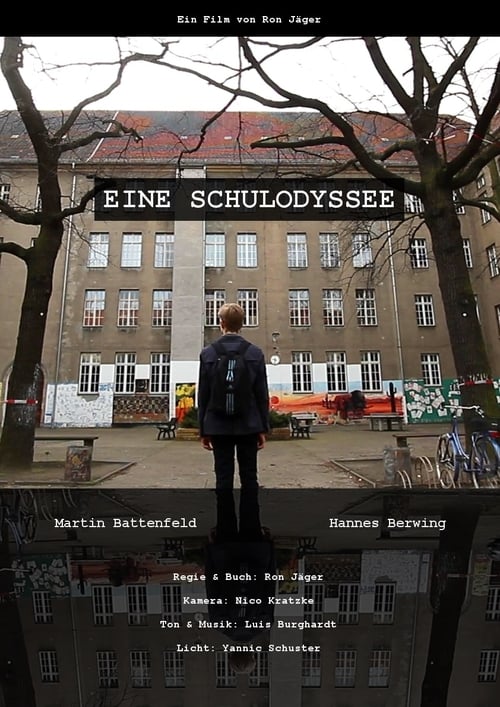 Ein Film von Ron Jäger
EINE SCHULODYSSEE
Martin Battenfeld
Hannes Berwing
Regie & Buch: Ron Jäger
Kamera: Nico Kratzke
Ton & Musik: Luis Burghardt
Licht: Yannic Schuster